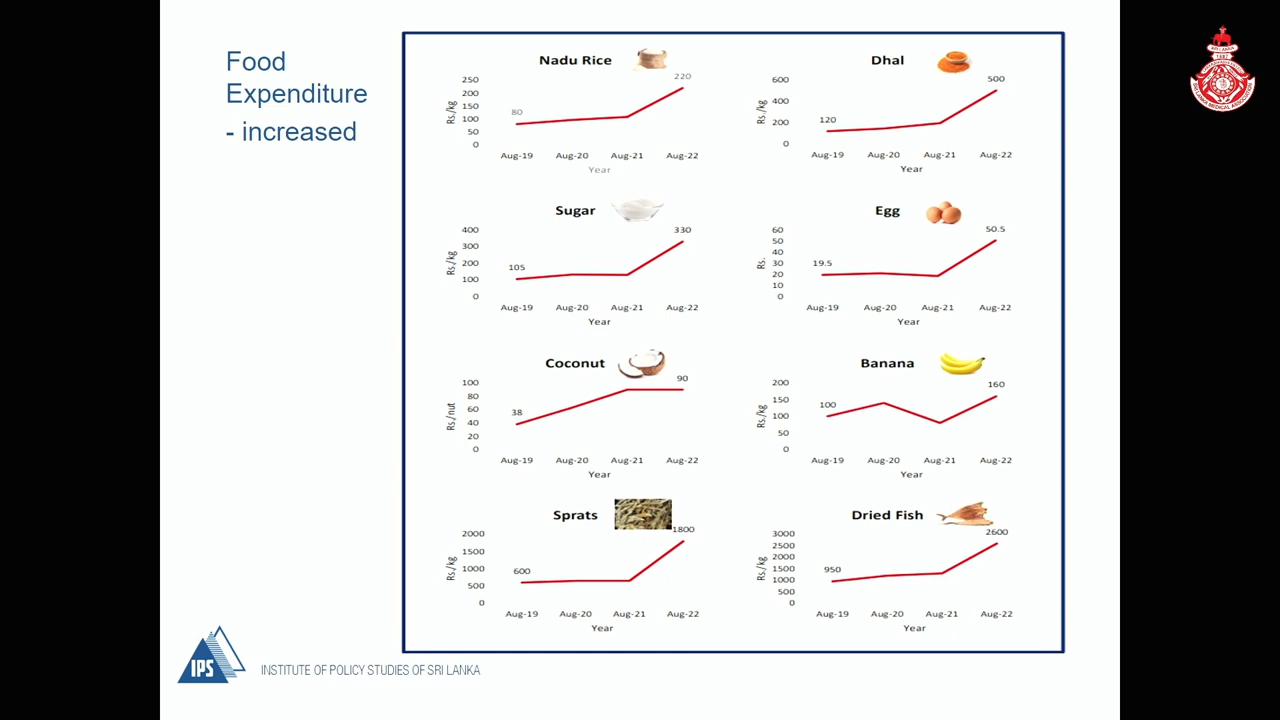 Food
Expenditure
- increased
Nadu Rice
250
200
150
100
50
0
Rs./kg
80
220
Aug-19 Aug-20 Aug-21 Aug-22
Year
Dhal
600
400
200
0
Rs./kg
120
500
Aug-19 Aug-20 Aug-21 Aug-22
Year
Sugar
400
300
200
100
0
Rs./kg
105
330
Aug-19 Aug-20 Aug-21 Aug-22
Year
Egg
60
50
40
30
20
10
0
Rs.
19.5
50.5
Aug-19 Aug-20 Aug-21 Aug-22
Year
Coconut
100
80
60
40
20
0
Rs./nut
38
90
Aug-19 Aug-20 Aug-21 Aug-22
Year
Banana
200
150
100
50
0
Rs./kg
100
160
Aug-19 Aug-20 Aug-21 Aug-22
Year
Sprats
2000
1500
1000
500
0
Rs./kg
600
1800
Aug-19 Aug-20 Aug-21 Aug-22
Year
Dried Fish
3000
2500
2000
1500
1000
500
0
Rs./kg
950
2600
Aug-19 Aug-20 Aug-21 Aug-22
Year
IPS
INSTITUTE OF POLICY STUDIES OF SRI LANKA
SRI LANKA MEDICAL ASSOCIATION